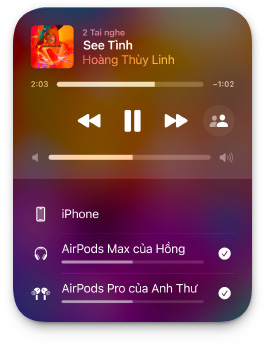 2 Tai nghe
See Tình
Hoàng Thùy Linh
2:03
−1:02
iPhone
AirPods Max của Hồng
AirPods Pro của Anh Thư